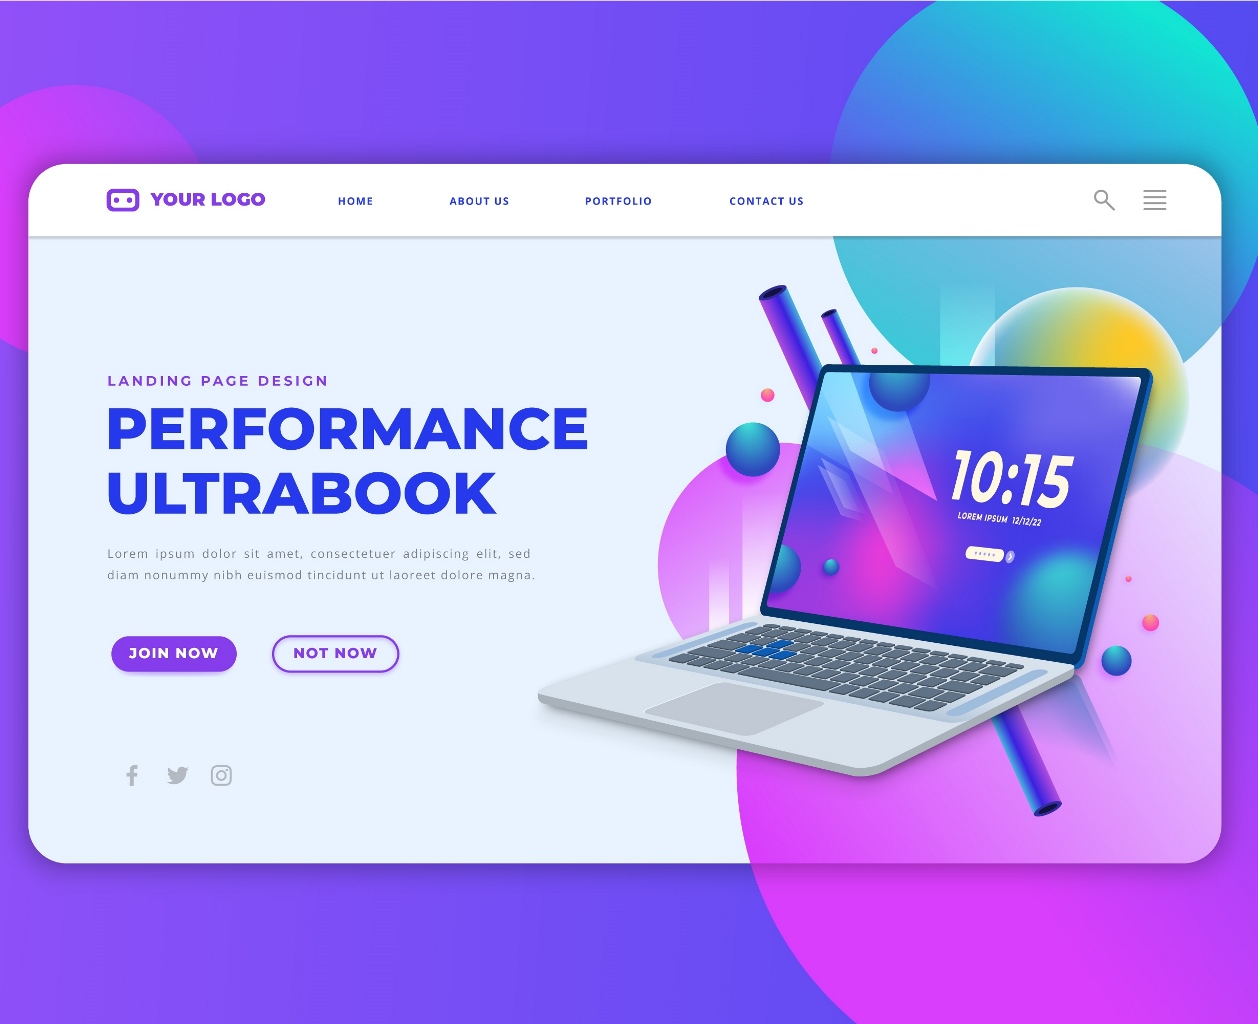 YOUR LOGO
HOME
ABOUT US
PORTFOLIO
CONTACT US
LANDING PAGE DESIGN
PERFORMANCE
ULTRABOOK
Lorem ipsum dolor sit amet, consectetuer adipiscing elit, sed
diam nonummy nibh euismod tincidunt ut laoreet dolore magna.
JOIN NOW
NOT NOW
10:15
LOREM IPSUM 12/12/22